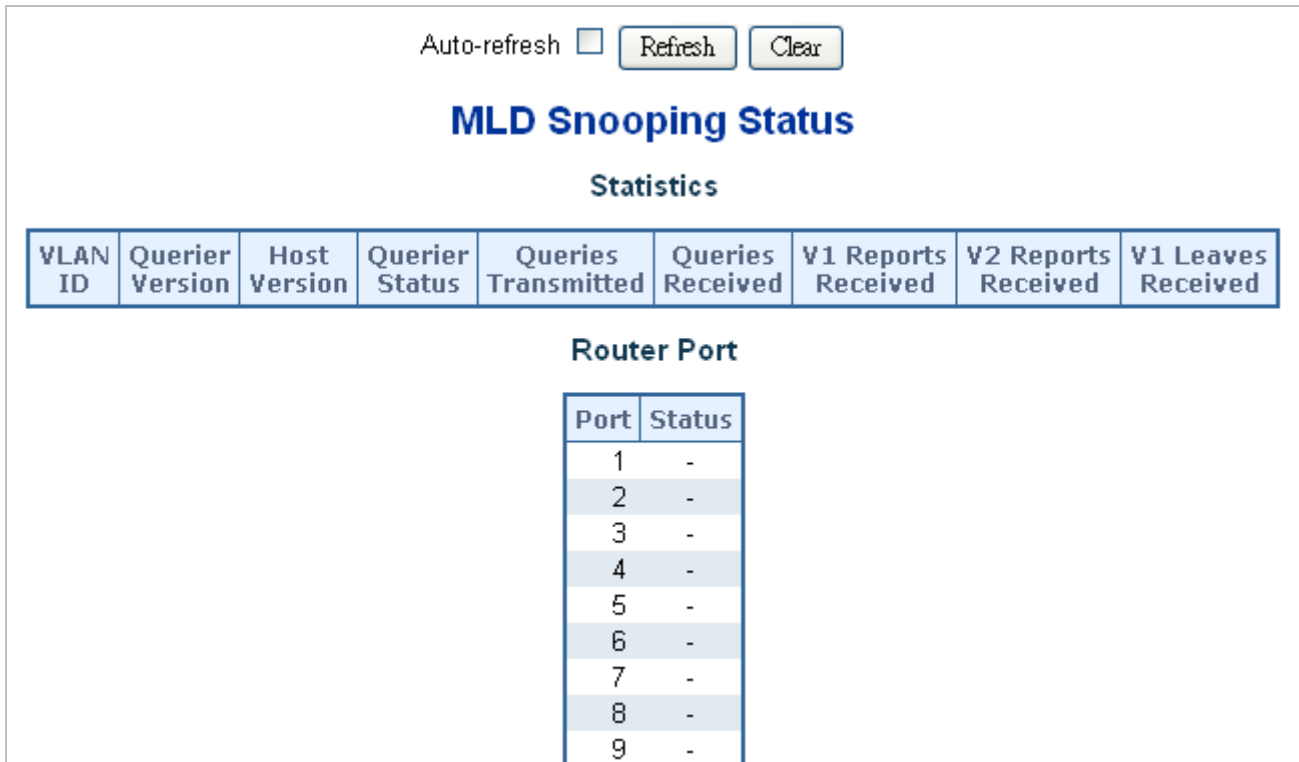 Auto-refresh Refresh Clear
MLD Snooping Status
Statistics
VLAN ID Querier Version Host Version Querier Status Queries Transmitted Queries Received V1 Reports Received V2 Reports Received V1 Leaves Received
Router Port
Port Status
1 -
2 -
3 -
4 -
5 -
6 -
7 -
8 -
9 -